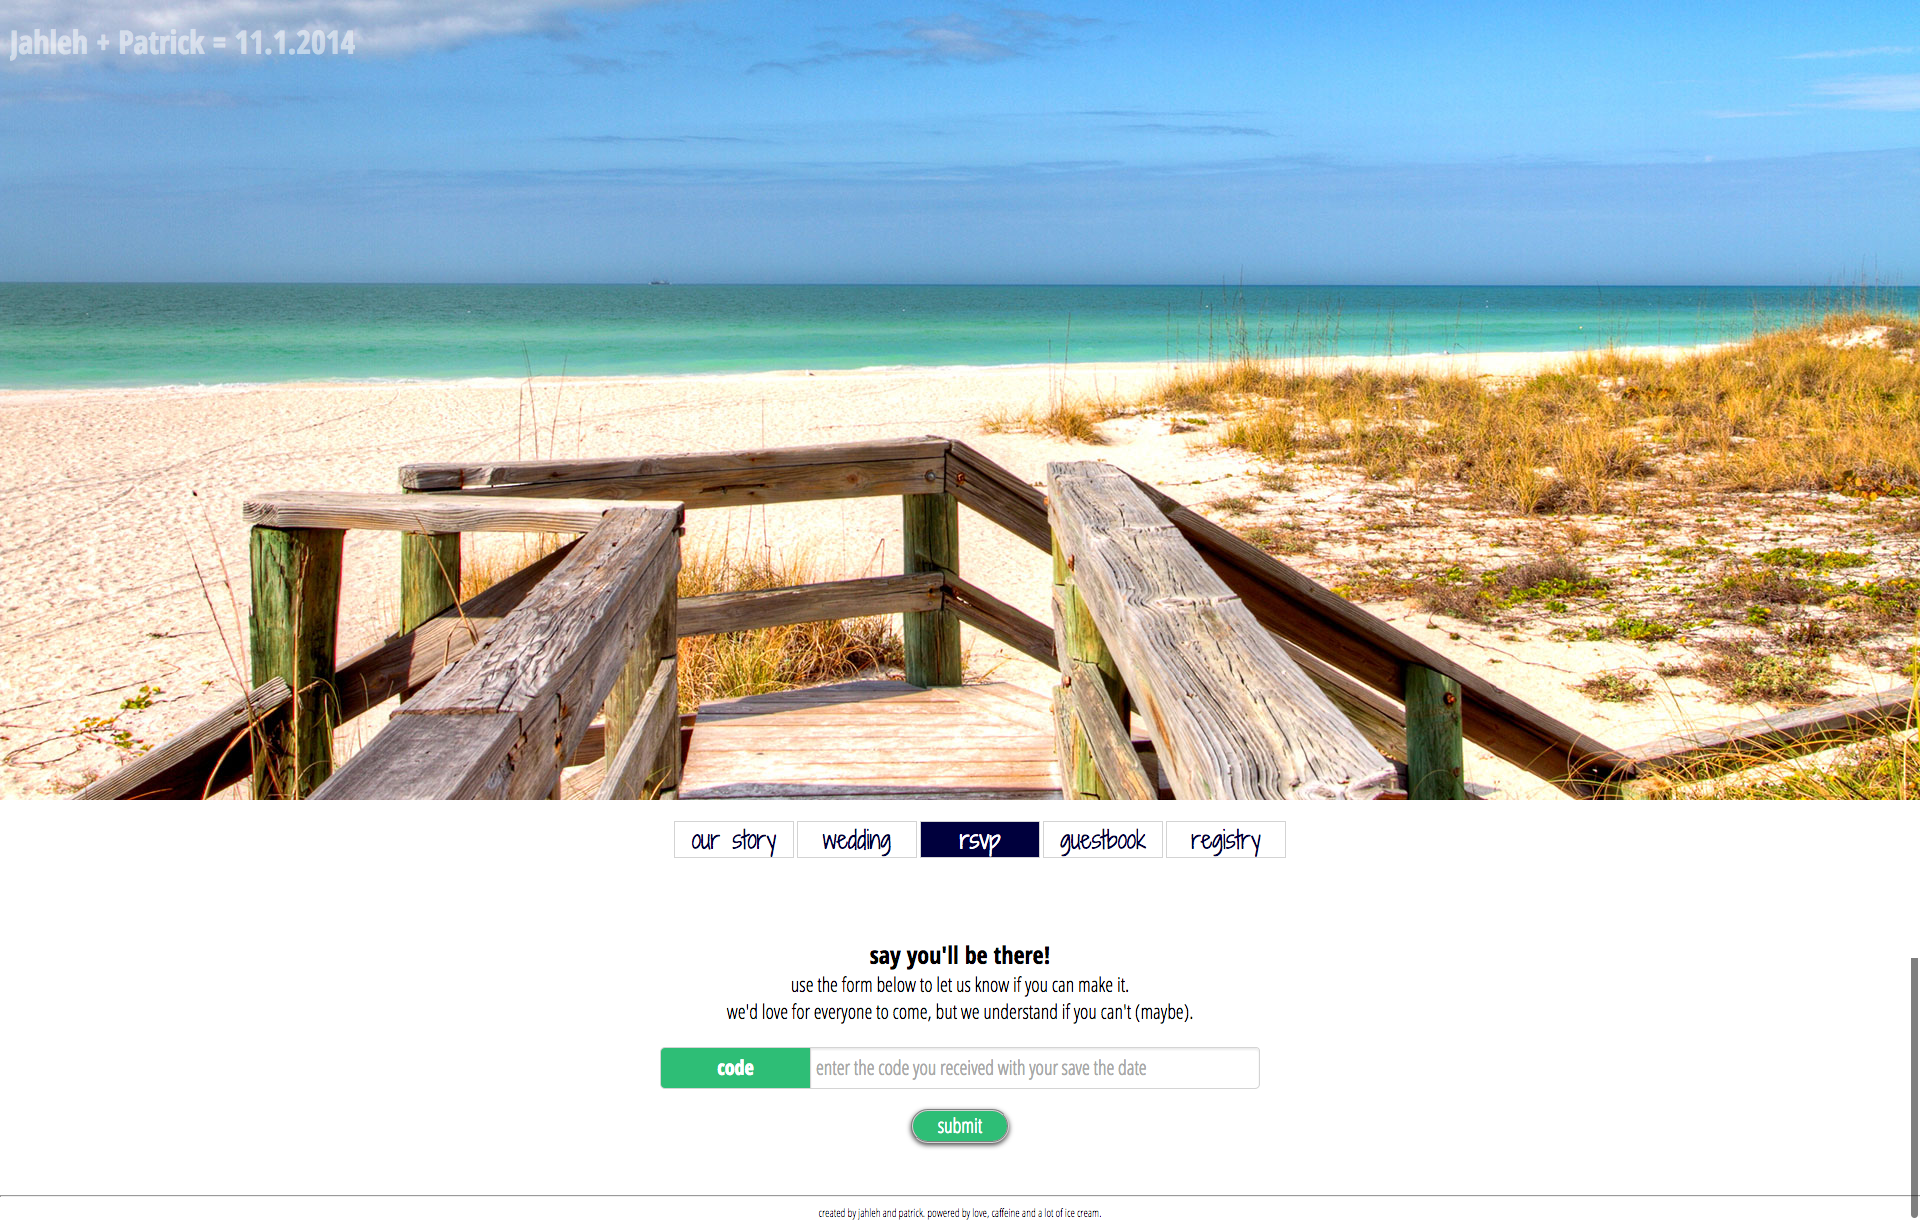 Jahleh + Patrick = 11.1.2014
our story wedding rsvp guestbook registry
say you'll be there!
use the form below to let us know if you can make it.
we'd love for everyone to come, but we understand if you can't (maybe).
code enter the code you received with your save the date
submit
created by jahleh and patrick. powered by love, caffeine and a lot of ice cream.